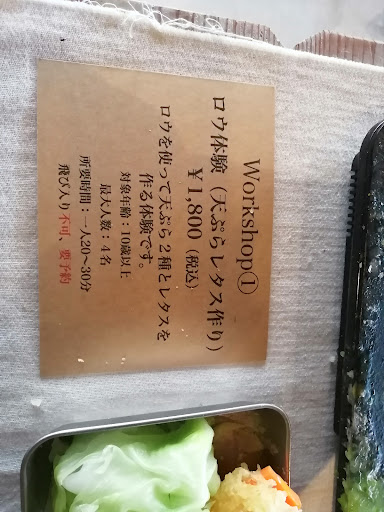 Workshop①
ロウ体験（天ぷらレタス作り）
￥1,800（税込）
ロウを使って天ぷら２種とレタスを
作る体験です。
対象年齢：10歳以上
最大人数：４名
所要時間：一人20〜30分
飛び入り不可、要予約